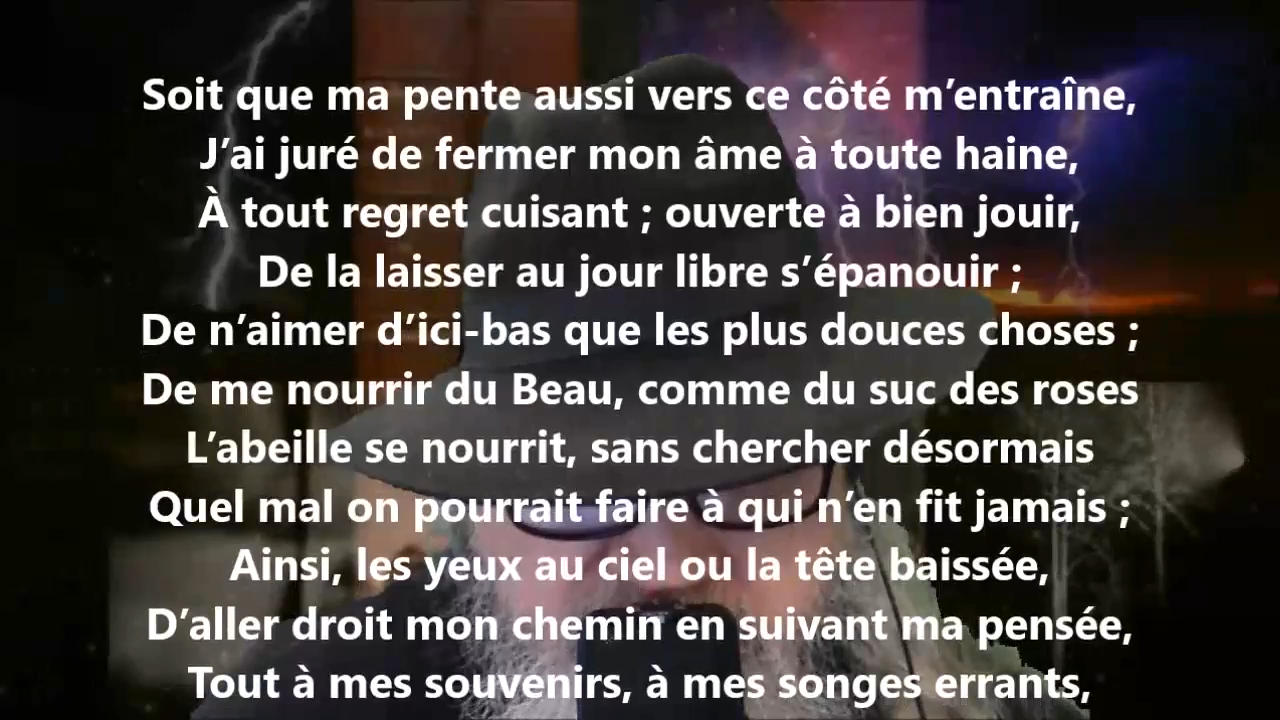 Soit que ma pente aussi vers ce côté m’entraîne,
J’ai juré de fermer mon âme à toute haine,
À tout regret cuisant ; ouverte à bien jouir,
De la laisser au jour libre s’épanouir ;
De n’aimer d’ici-bas que les plus douces choses ;
De me nourrir du Beau, comme du suc des roses
L’abeille se nourrit, sans chercher désormais
Quel mal on pourrait faire à qui n’en fit jamais ;
Ainsi, les yeux au ciel ou la tête baissée,
D’aller droit mon chemin en suivant ma pensée,
Tout à mes souvenirs, à mes songes errants,